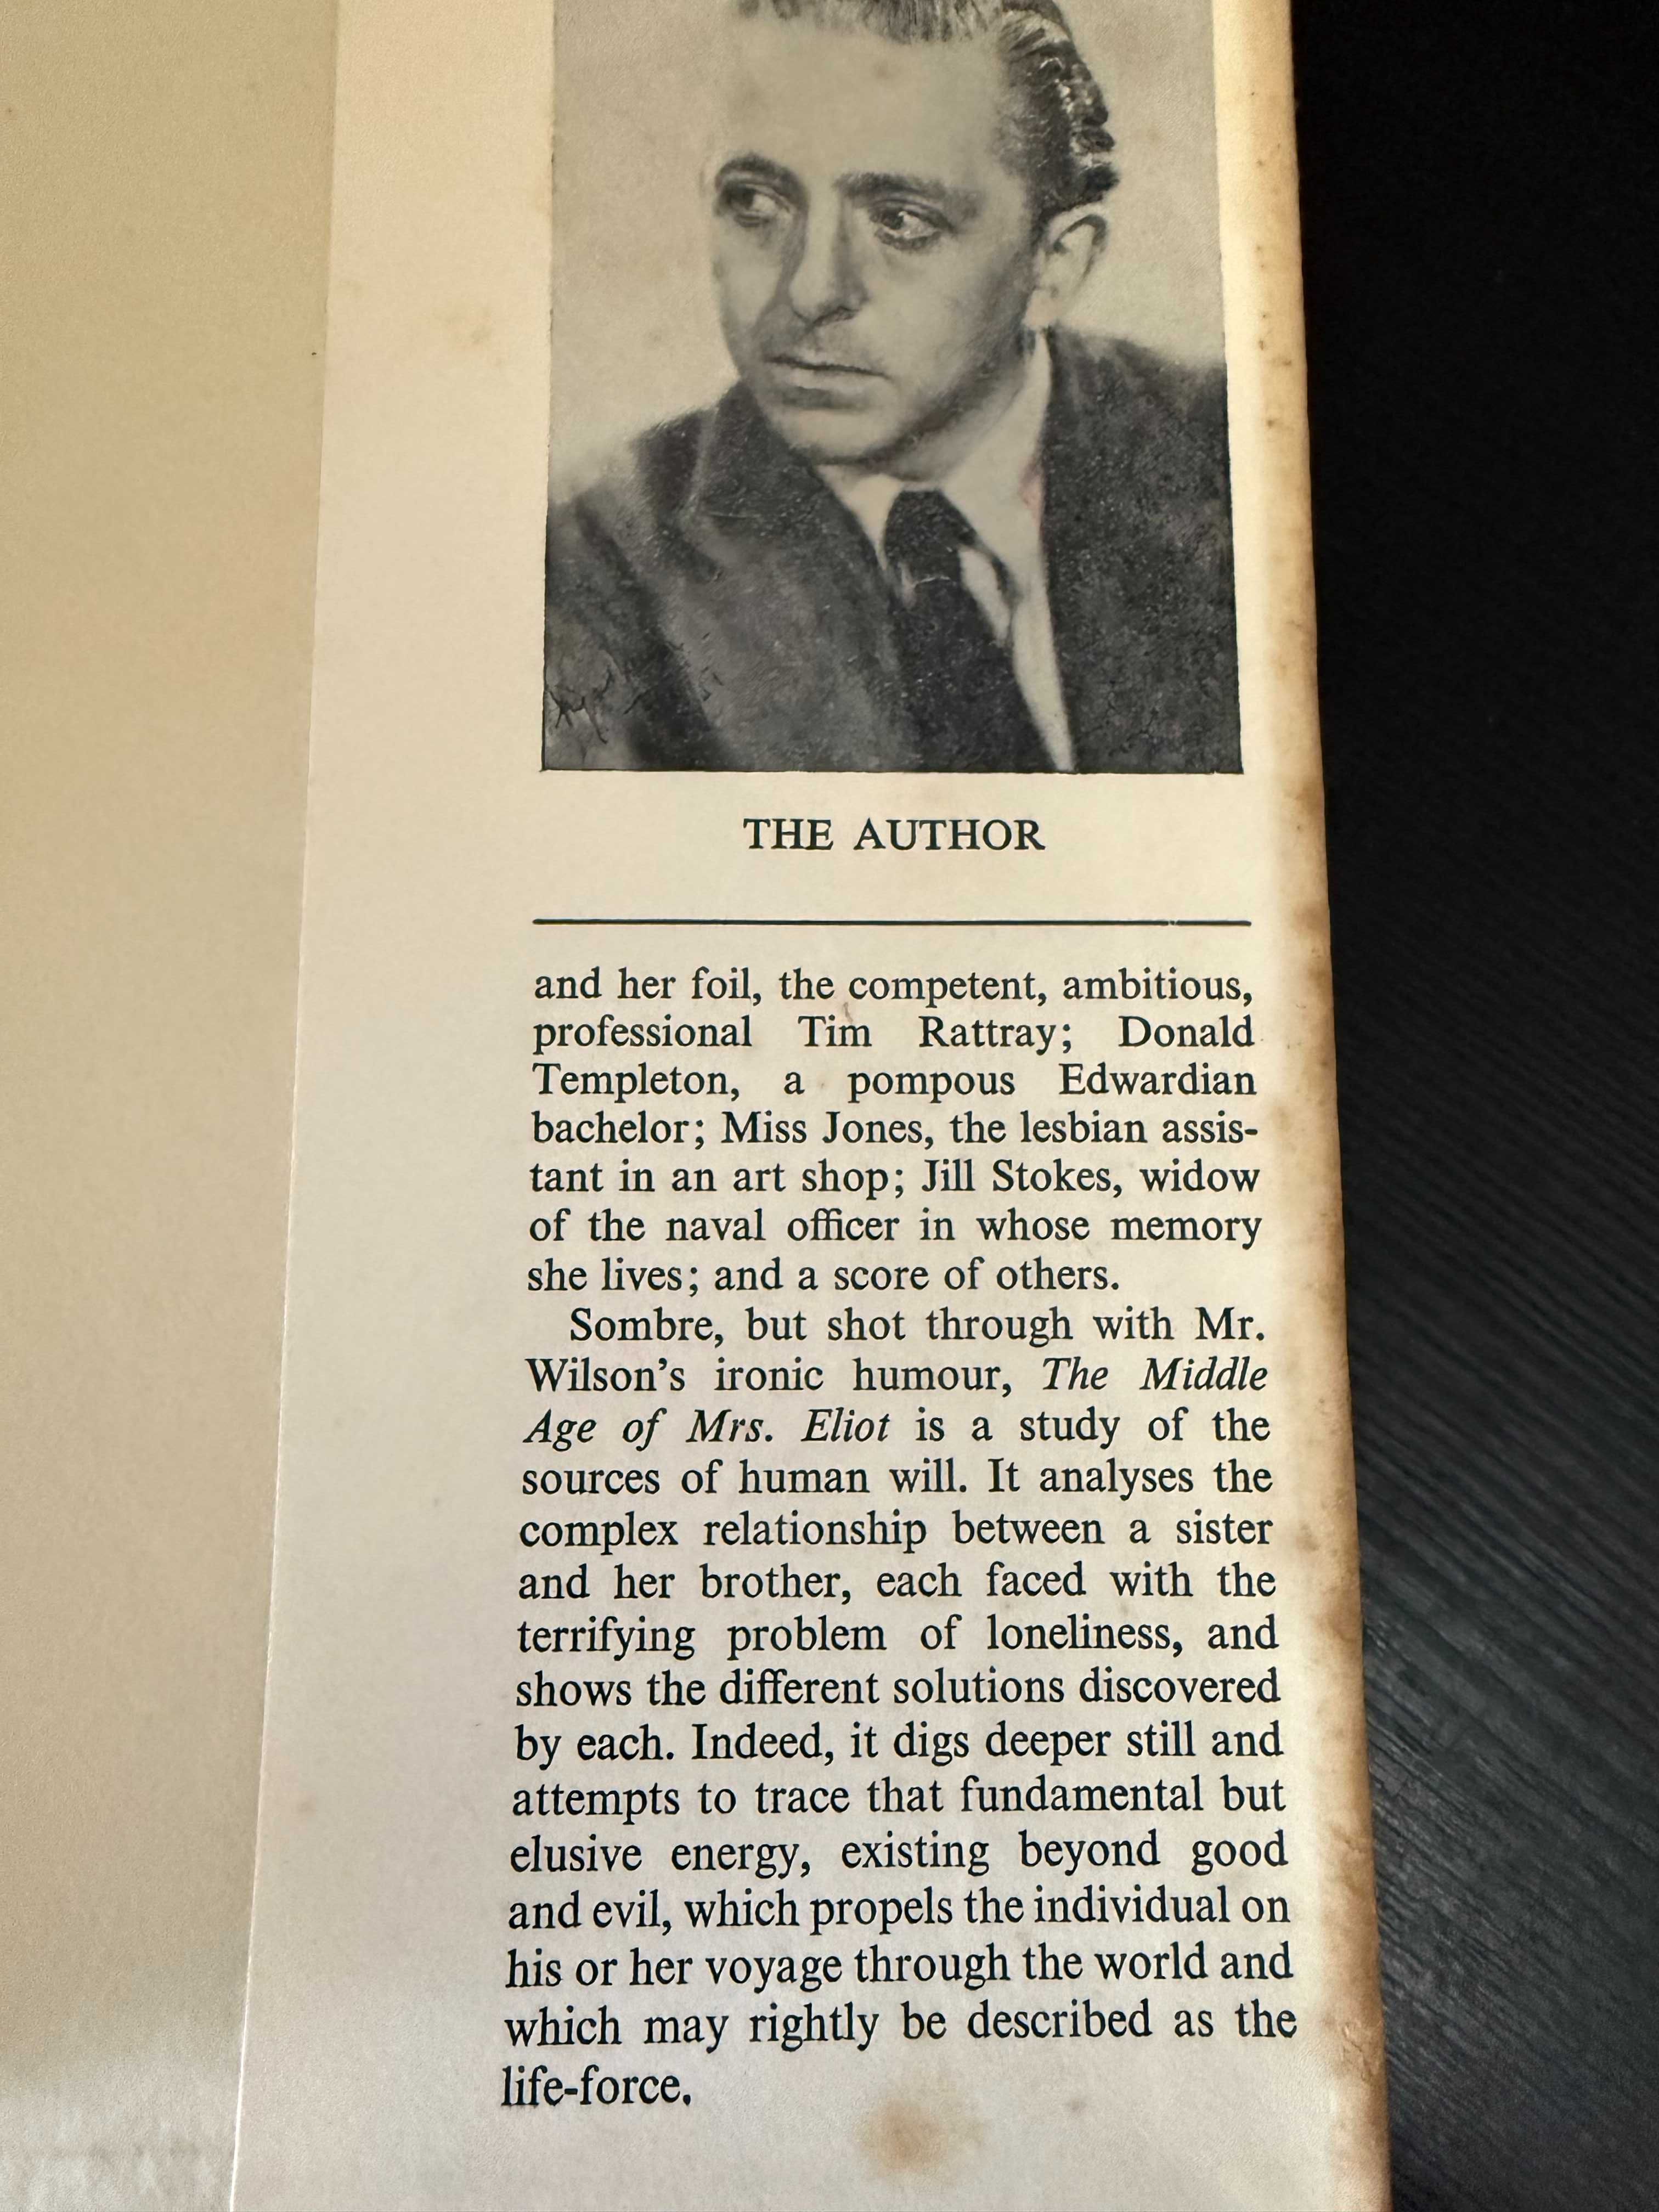 THE AUTHOR
and her foil, the competent, ambitious,
professional Tim Rattray; Donald
Templeton, a pompous Edwardian
bachelor; Miss Jones, the lesbian assis-
tant in an art shop; Jill Stokes, widow
of the naval officer in whose memory
she lives; and a score of others.
Sombre, but shot through with Mr.
Wilson's ironic humour, The Middle
Age of Mrs. Eliot is a study of the
sources of human will. It analyses the
complex relationship between a sister
and her brother, each faced with the
terrifying problem of loneliness, and
shows the different solutions discovered
by each. Indeed, it digs deeper still and
attempts to trace that fundamental but
elusive energy, existing beyond good
and evil, which propels the individual on
his or her voyage through the world and
which may rightly be described as the
life-force.